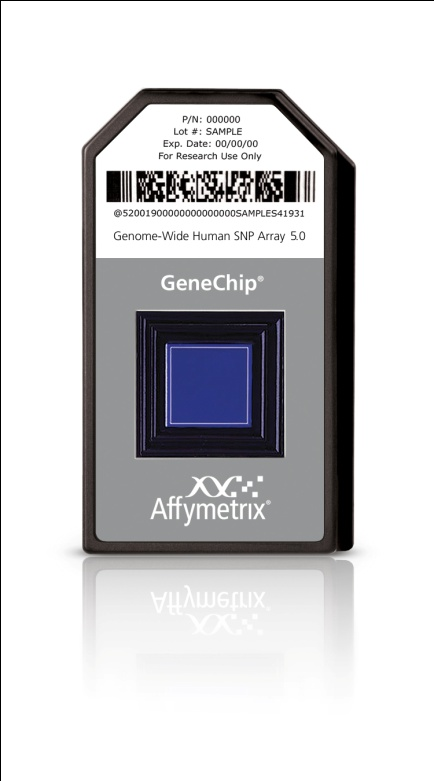 P/N: 000000
Lot #: SAMPLE
Exp. Date: 00/00/00
For Research Use Only
@52001900000000000000SAMPLES41931
Genome-Wide Human SNP Array 5.0
GeneChip®
Affymetrix®